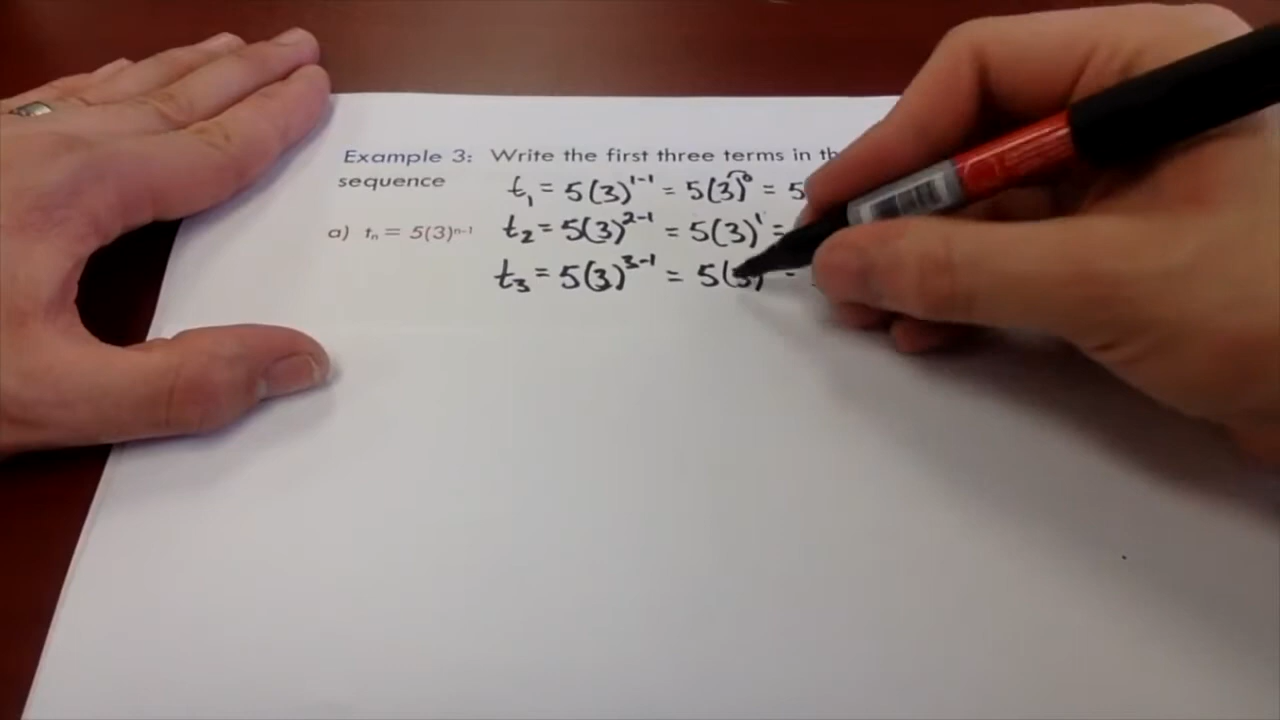 Example 3: Write the first three terms in
sequence
t₁ = 5(3)¹⁻¹ = 5(3)⁰ = 5
a) tₙ = 5(3)ⁿ⁻¹
t₂ = 5(3)²⁻¹ = 5(3)¹ =
t₃ = 5(3)³⁻¹ = 5(3)